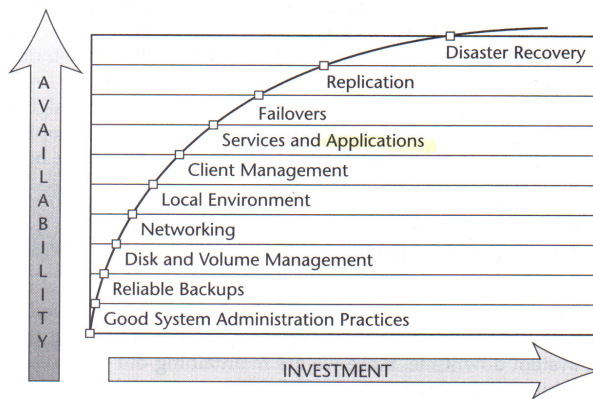 AVAILABILITY
Disaster Recovery
Replication
Failovers
Services and Applications
Client Management
Local Environment
Networking
Disk and Volume Management
Reliable Backups
Good System Administration Practices
INVESTMENT